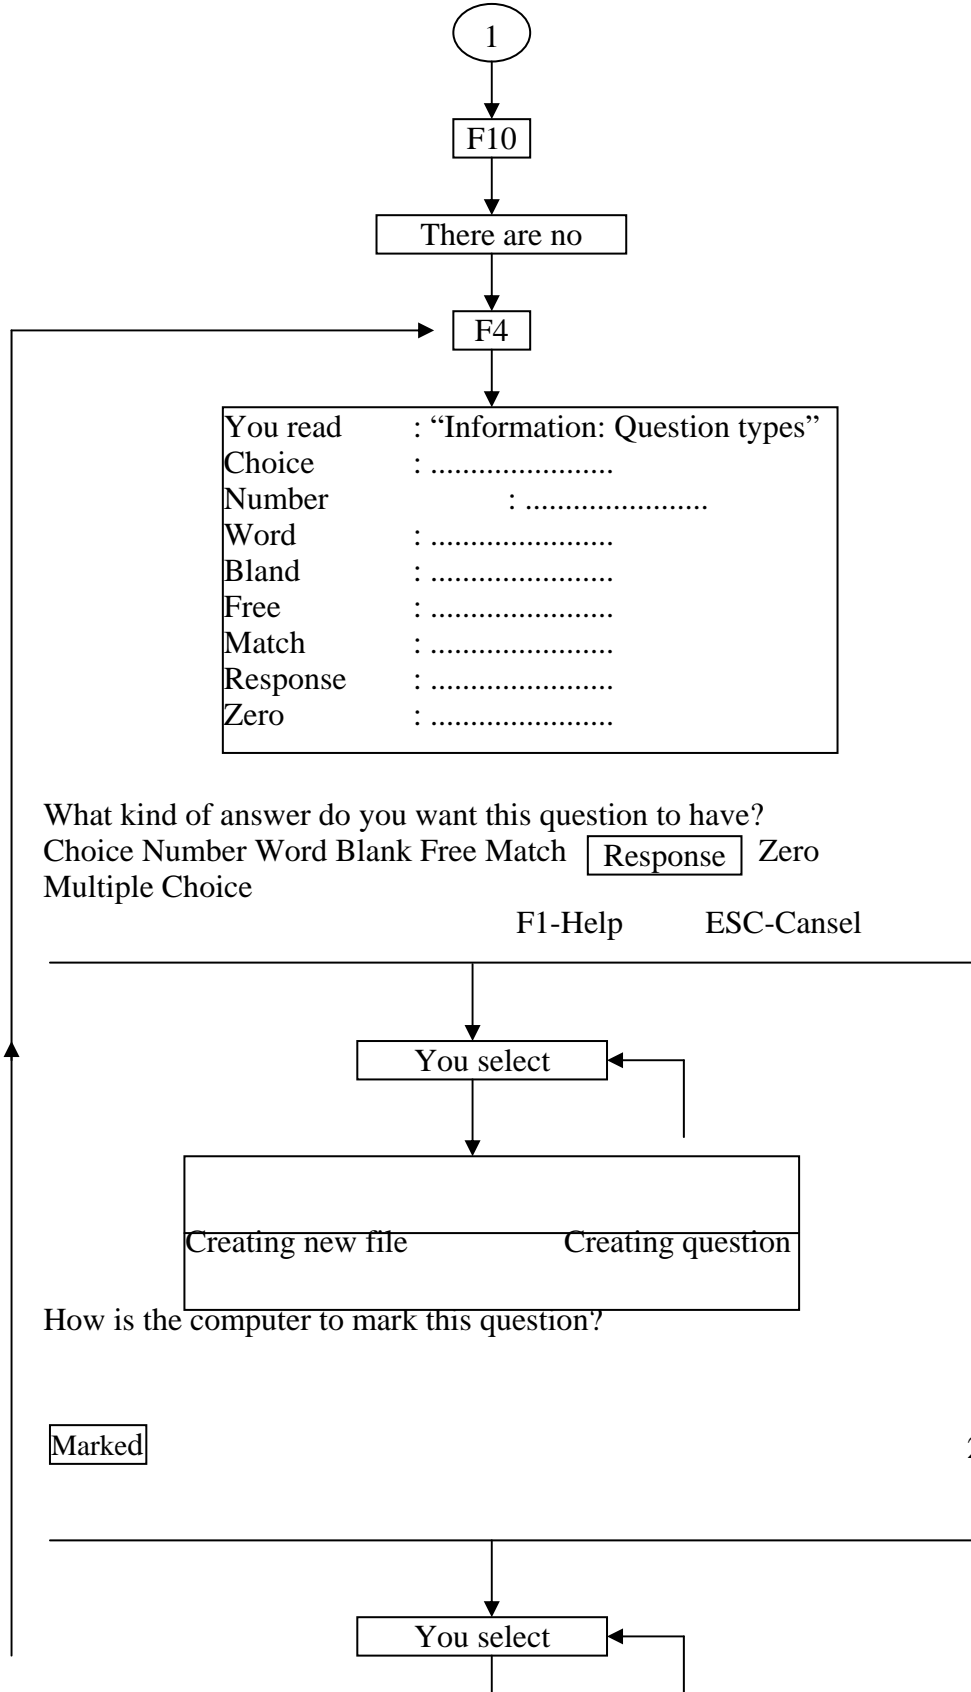 1
F10
There are no
F4
You read : “Information: Question types”
Choice : ......................
Number : ......................
Word : ......................
Bland : ......................
Free : ......................
Match : ......................
Response : ......................
Zero : ......................
What kind of answer do you want this question to have?
Choice Number Word Blank Free Match Response Zero
Multiple Choice
F1-Help ESC-Cansel
You select
Creating new file Creating question
How is the computer to mark this question?
Marked
You select